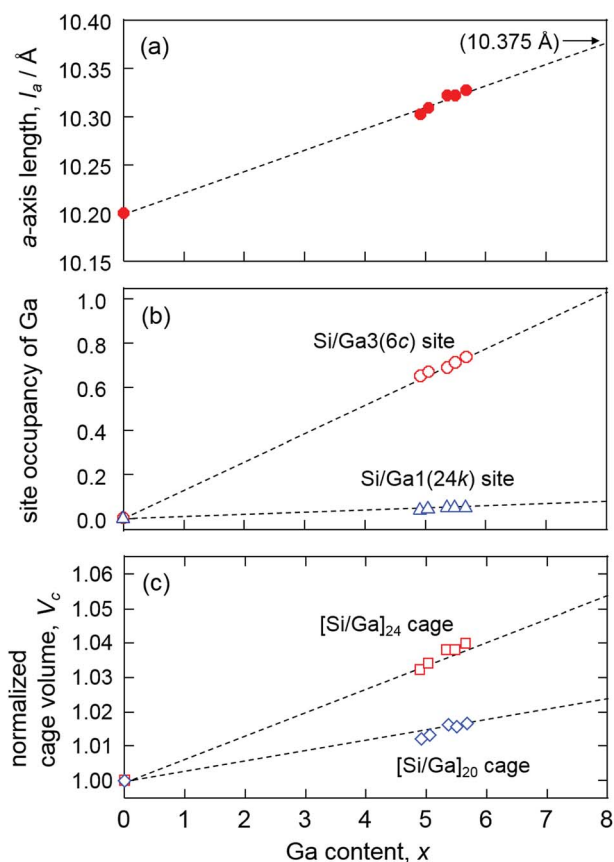 (a)
(10.375 Å)
10.40
10.35
10.30
10.25
10.20
10.15
a-axis length, lₐ / Å
(b)
Si/Ga3(6c) site
Si/Ga1(24k) site
1.0
0.8
0.6
0.4
0.2
0.0
site occupancy of Ga
(c)
[Si/Ga]₂₄ cage
[Si/Ga]₂₀ cage
1.06
1.05
1.04
1.03
1.02
1.01
1.00
normalized
cage volume, V_c
0 1 2 3 4 5 6 7 8
Ga content, x